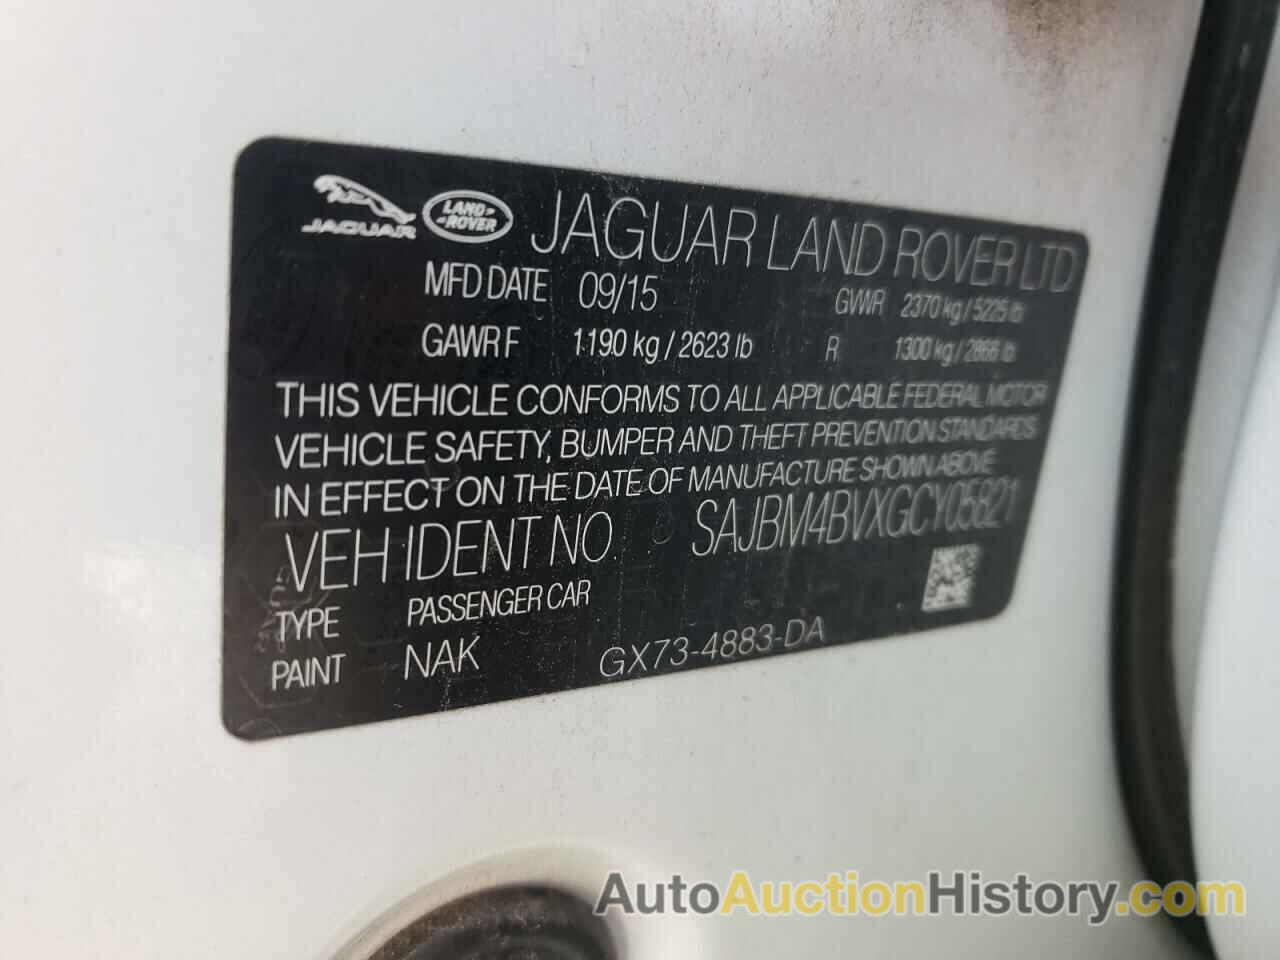 JAGUAR LAND ROVER JAGUAR LAND ROVER LTD
MFD DATE 09/15 GVWR 2370 kg / 5225 lb
GAWR F 1190 kg / 2623 lb R 1300 kg / 2866 lb
THIS VEHICLE CONFORMS TO ALL APPLICABLE FEDERAL MOTOR
VEHICLE SAFETY, BUMPER AND THEFT PREVENTION STANDARDS
IN EFFECT ON THE DATE OF MANUFACTURE SHOWN ABOVE
VEH IDENT NO SAJBM4BVXGCY05821
TYPE PASSENGER CAR
PAINT NAK GX73-4883-DA
AutoAuctionHistory.com